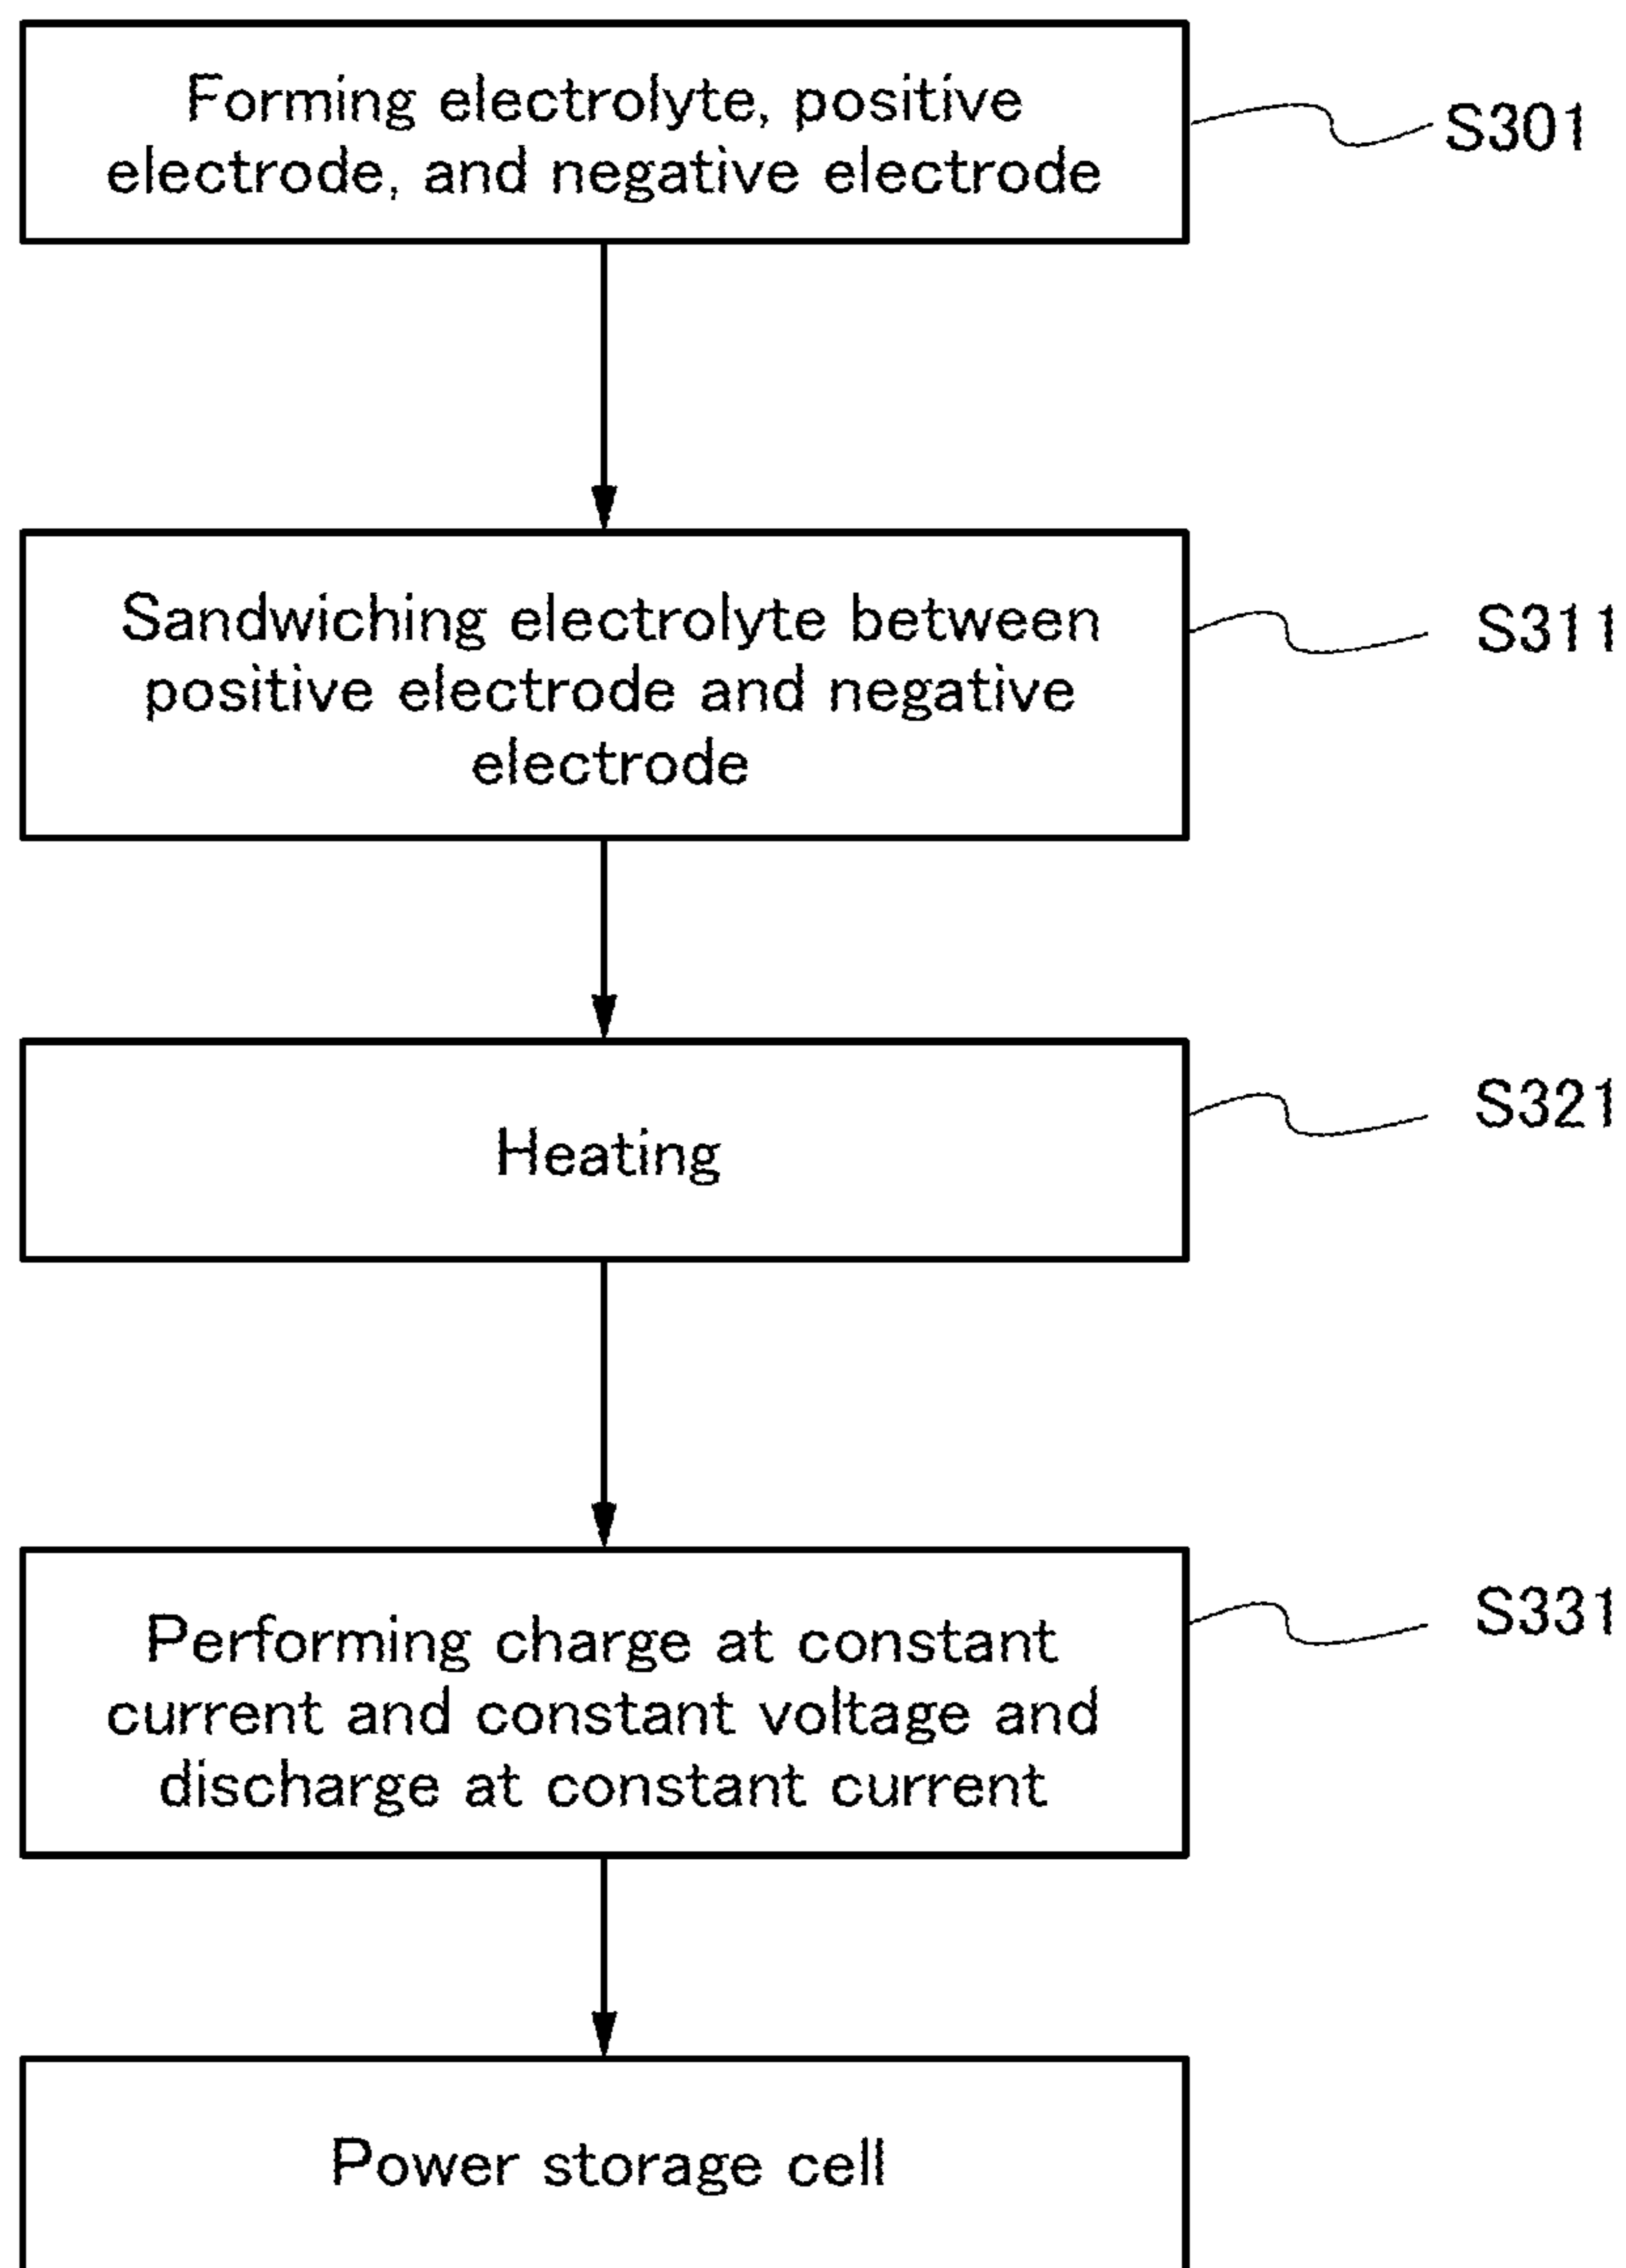 Forming electrolyte, positive
electrode, and negative electrode
S301
Sandwiching electrolyte between
positive electrode and negative
electrode
S311
Heating
S321
Performing charge at constant
current and constant voltage and
discharge at constant current
S331
Power storage cell